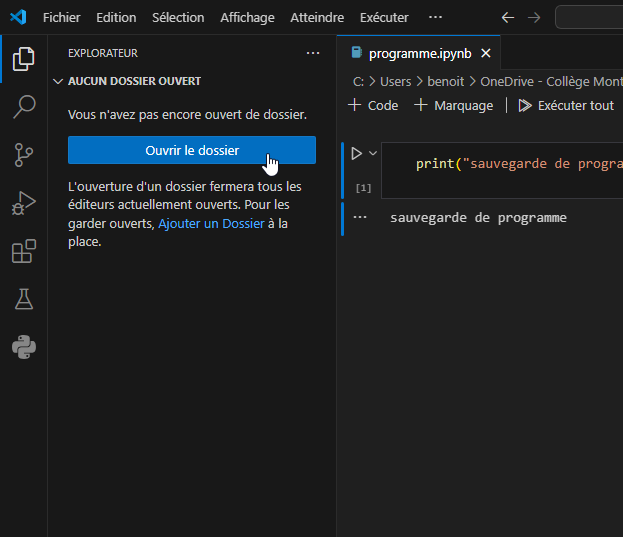 Fichier Edition Sélection Affichage Atteindre Exécuter ···
EXPLORATEUR ···
AUCUN DOSSIER OUVERT
Vous n'avez pas encore ouvert de dossier.
Ouvrir le dossier
L'ouverture d'un dossier fermera tous les
éditeurs actuellement ouverts. Pour les
garder ouverts, Ajouter un Dossier à la
place.
programme.ipynb
C: > Users > benoit > OneDrive - Collège Mont
+ Code + Marquage | Exécuter tout
print("sauvegarde de progra
[1]
··· sauvegarde de programme